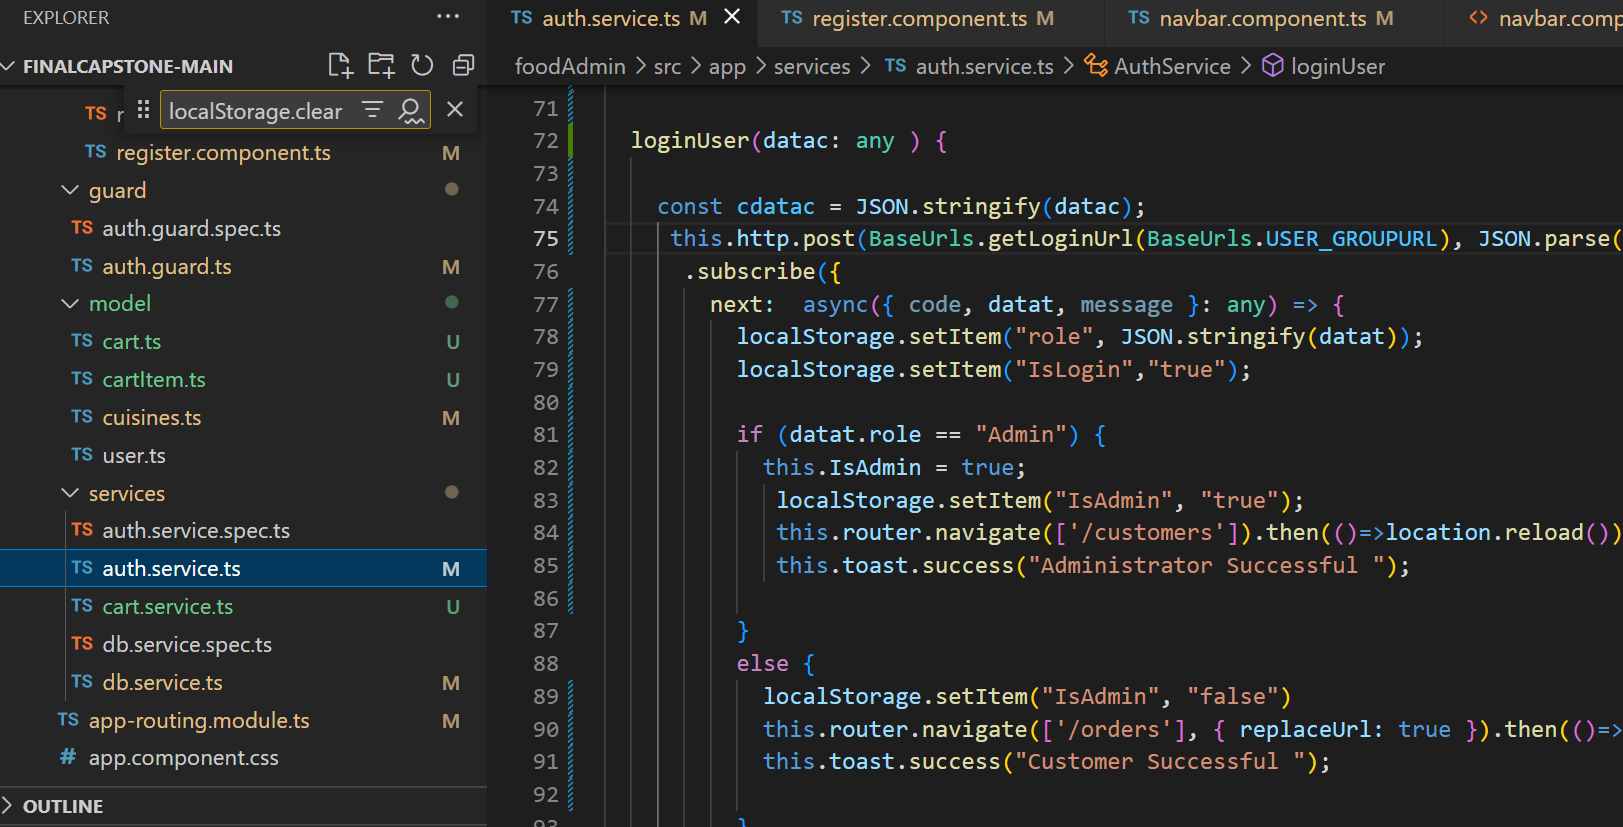 EXPLORER
FINALCAPSTONE-MAIN
localStorage.clear
TS r
TS register.component.ts M
guard
TS auth.guard.spec.ts
TS auth.guard.ts M
model
TS cart.ts U
TS cartItem.ts U
TS cuisines.ts M
TS user.ts
services
TS auth.service.spec.ts
TS auth.service.ts M
TS cart.service.ts U
TS db.service.spec.ts
TS db.service.ts M
TS app-routing.module.ts M
# app.component.css
OUTLINE
TS auth.service.ts M TS register.component.ts M TS navbar.component.ts M <> navbar.comp
foodAdmin > src > app > services > TS auth.service.ts > AuthService > loginUser
71
72 loginUser(datac: any ) {
73
74 const cdatac = JSON.stringify(datac);
75 this.http.post(BaseUrls.getLoginUrl(BaseUrls.USER_GROUPURL), JSON.parse(
76 .subscribe({
77 next:  async({ code, datat, message }: any) => {
78 localStorage.setItem("role", JSON.stringify(datat));
79 localStorage.setItem("IsLogin","true");
80
81 if (datat.role == "Admin") {
82 this.IsAdmin = true;
83 localStorage.setItem("IsAdmin", "true");
84 this.router.navigate(['/customers']).then(()=>location.reload())
85 this.toast.success("Administrator Successful ");
86
87 }
88 else {
89 localStorage.setItem("IsAdmin", "false")
90 this.router.navigate(['/orders'], { replaceUrl: true }).then(()=>
91 this.toast.success("Customer Successful ");
92
93 }